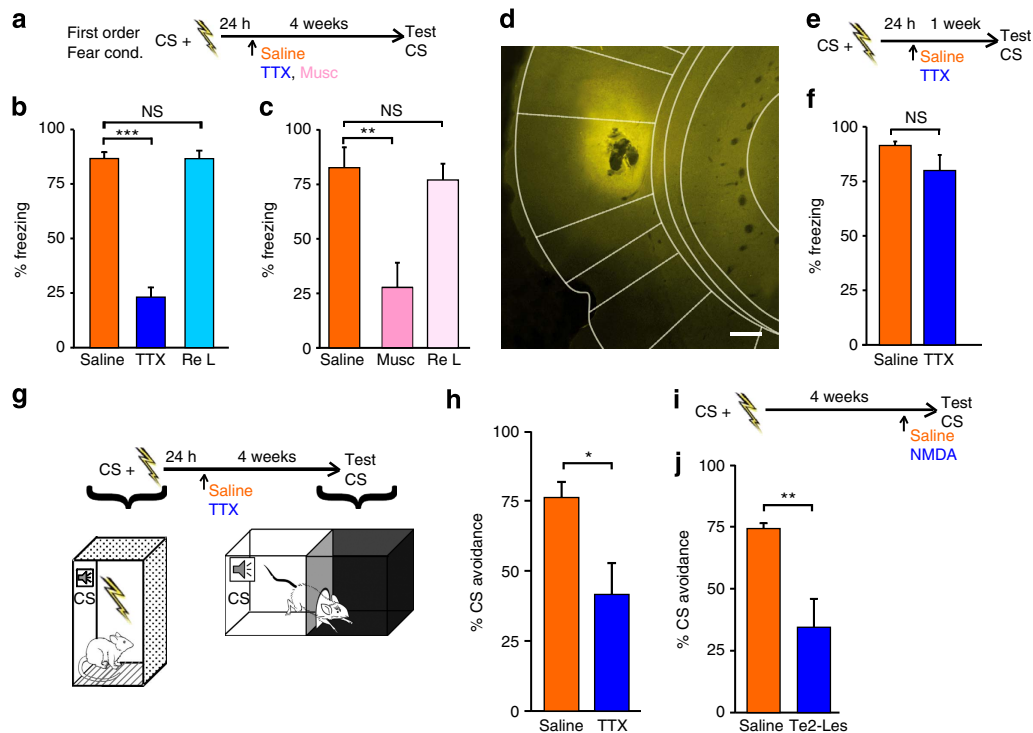 a
First order
Fear cond.
CS +
24 h
4 weeks
Test
CS
Saline
TTX, Musc
b
NS
***
100
75
50
25
0
% freezing
Saline TTX Re L
c
NS
**
100
75
50
25
0
% freezing
Saline Musc Re L
d
e
CS +
24 h 1 week
Test
CS
Saline
TTX
f
NS
100
75
50
25
0
% freezing
Saline TTX
g
CS +
24 h
4 weeks
Test
CS
Saline
TTX
CS
CS
h
*
100
75
50
25
0
% CS avoidance
Saline TTX
i
CS +
4 weeks
Test
CS
Saline
NMDA
j
**
100
75
50
25
0
% CS avoidance
Saline Te2-Les